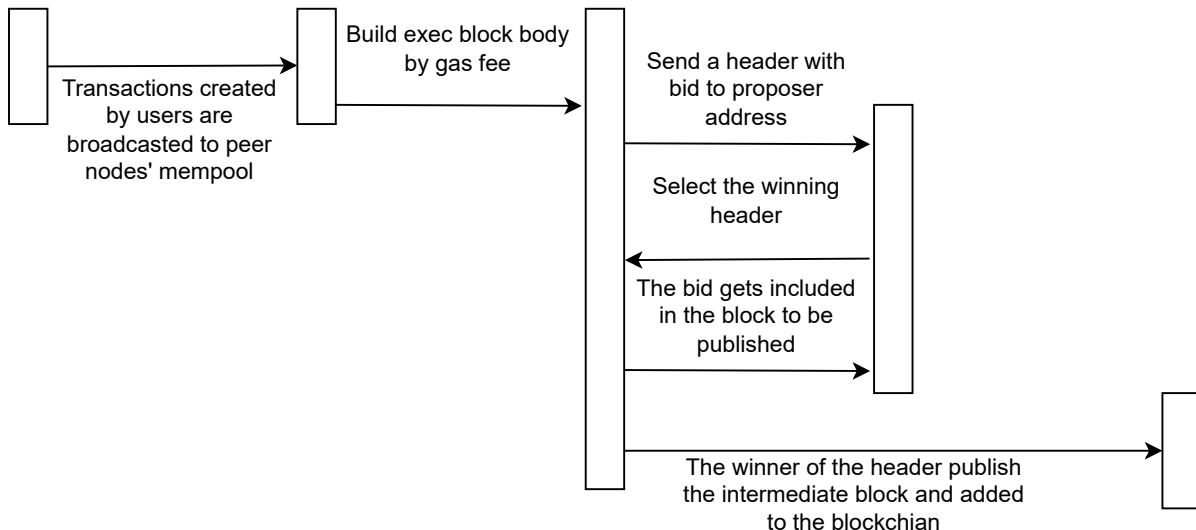 Transactions created
by users are
broadcasted to peer
nodes' mempool
Build exec block body
by gas fee
Send a header with
bid to proposer
address
Select the winning
header
The bid gets included
in the block to be
published
The winner of the header publish
the intermediate block and added
to the blockchian